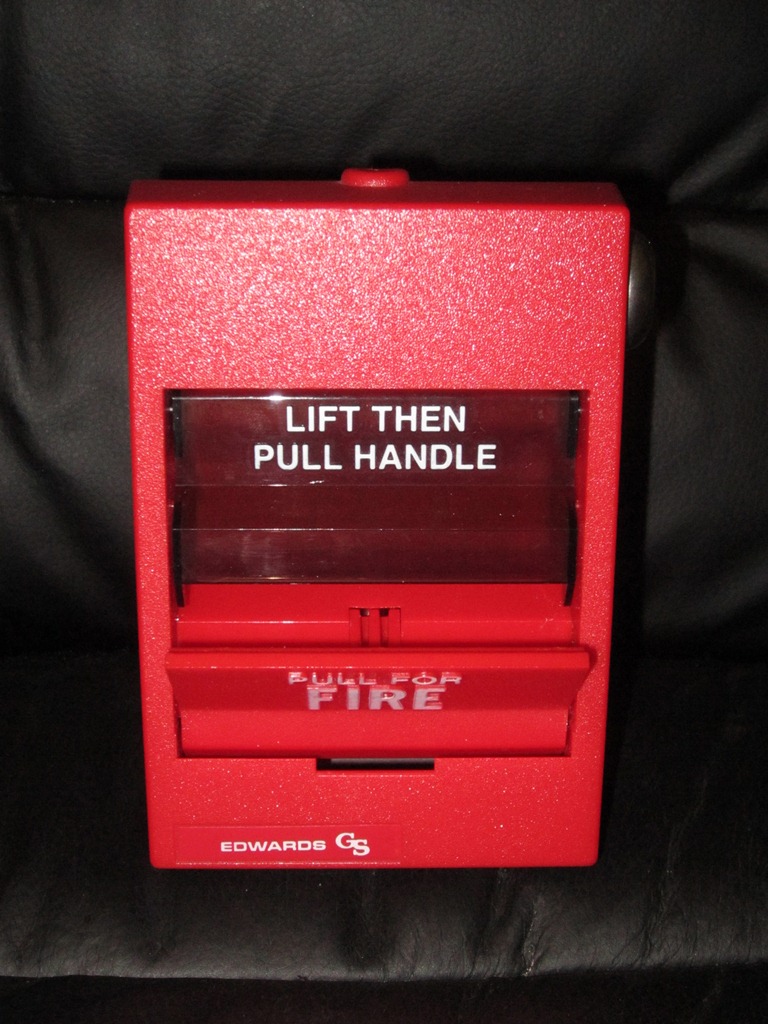 LIFT THEN
PULL HANDLE
PULL FOR
FIRE
EDWARDS GS